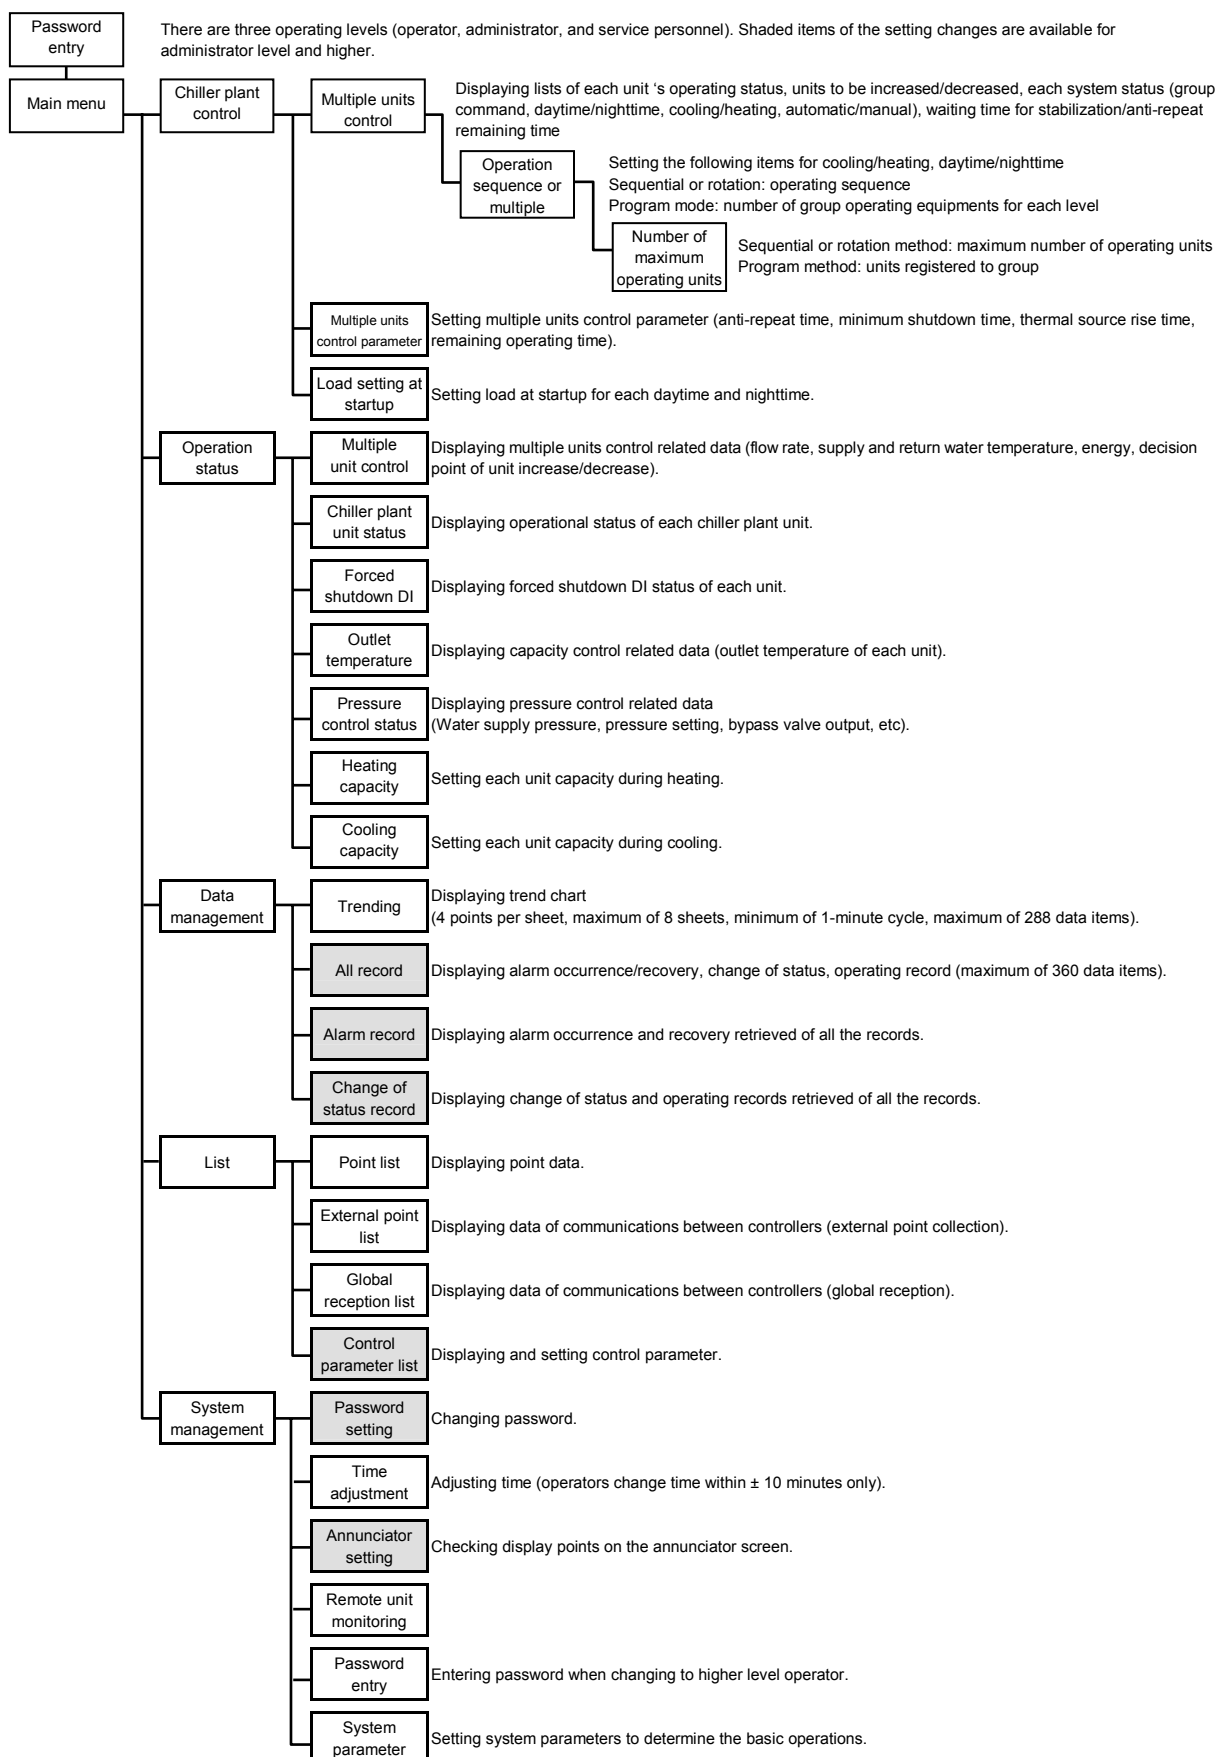 Password
entry
There are three operating levels (operator, administrator, and service personnel). Shaded items of the setting changes are available for
administrator level and higher.
Main menu
Chiller plant
control
Multiple units
control
Displaying lists of each unit 's operating status, units to be increased/decreased, each system status (group
command, daytime/nighttime, cooling/heating, automatic/manual), waiting time for stabilization/anti-repeat
remaining time
Operation
sequence or
multiple
Setting the following items for cooling/heating, daytime/nighttime
Sequential or rotation: operating sequence
Program mode: number of group operating equipments for each level
Number of
maximum
operating units
Sequential or rotation method: maximum number of operating units
Program method: units registered to group
Multiple units
control parameter
Setting multiple units control parameter (anti-repeat time, minimum shutdown time, thermal source rise time,
remaining operating time).
Load setting at
startup
Setting load at startup for each daytime and nighttime.
Operation
status
Multiple
unit control
Displaying multiple units control related data (flow rate, supply and return water temperature, energy, decision
point of unit increase/decrease).
Chiller plant
unit status
Displaying operational status of each chiller plant unit.
Forced
shutdown DI
Displaying forced shutdown DI status of each unit.
Outlet
temperature
Displaying capacity control related data (outlet temperature of each unit).
Pressure
control status
Displaying pressure control related data
(Water supply pressure, pressure setting, bypass valve output, etc).
Heating
capacity
Setting each unit capacity during heating.
Cooling
capacity
Setting each unit capacity during cooling.
Data
management
Trending
Displaying trend chart
(4 points per sheet, maximum of 8 sheets, minimum of 1-minute cycle, maximum of 288 data items).
All record
Displaying alarm occurrence/recovery, change of status, operating record (maximum of 360 data items).
Alarm record
Displaying alarm occurrence and recovery retrieved of all the records.
Change of
status record
Displaying change of status and operating records retrieved of all the records.
List
Point list
Displaying point data.
External point
list
Displaying data of communications between controllers (external point collection).
Global
reception list
Displaying data of communications between controllers (global reception).
Control
parameter list
Displaying and setting control parameter.
System
management
Password
setting
Changing password.
Time
adjustment
Adjusting time (operators change time within ± 10 minutes only).
Annunciator
setting
Checking display points on the annunciator screen.
Remote unit
monitoring
Password
entry
Entering password when changing to higher level operator.
System
parameter
Setting system parameters to determine the basic operations.